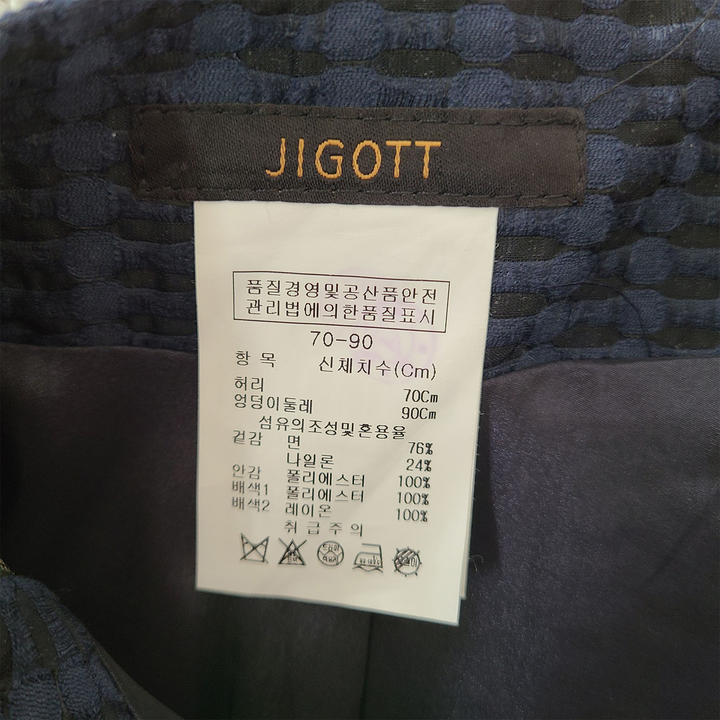 JIGOTT
품질경영및공산품안전
관리법에의한품질표시
70-90
항 목 신체치수(Cm)
허리 70Cm
엉덩이둘레 90Cm
섬유의조성및혼용율
겉감 면 76%
나일론 24%
안감 폴리에스터 100%
배색1 폴리에스터 100%
배색2 레이온 100%
취급주의